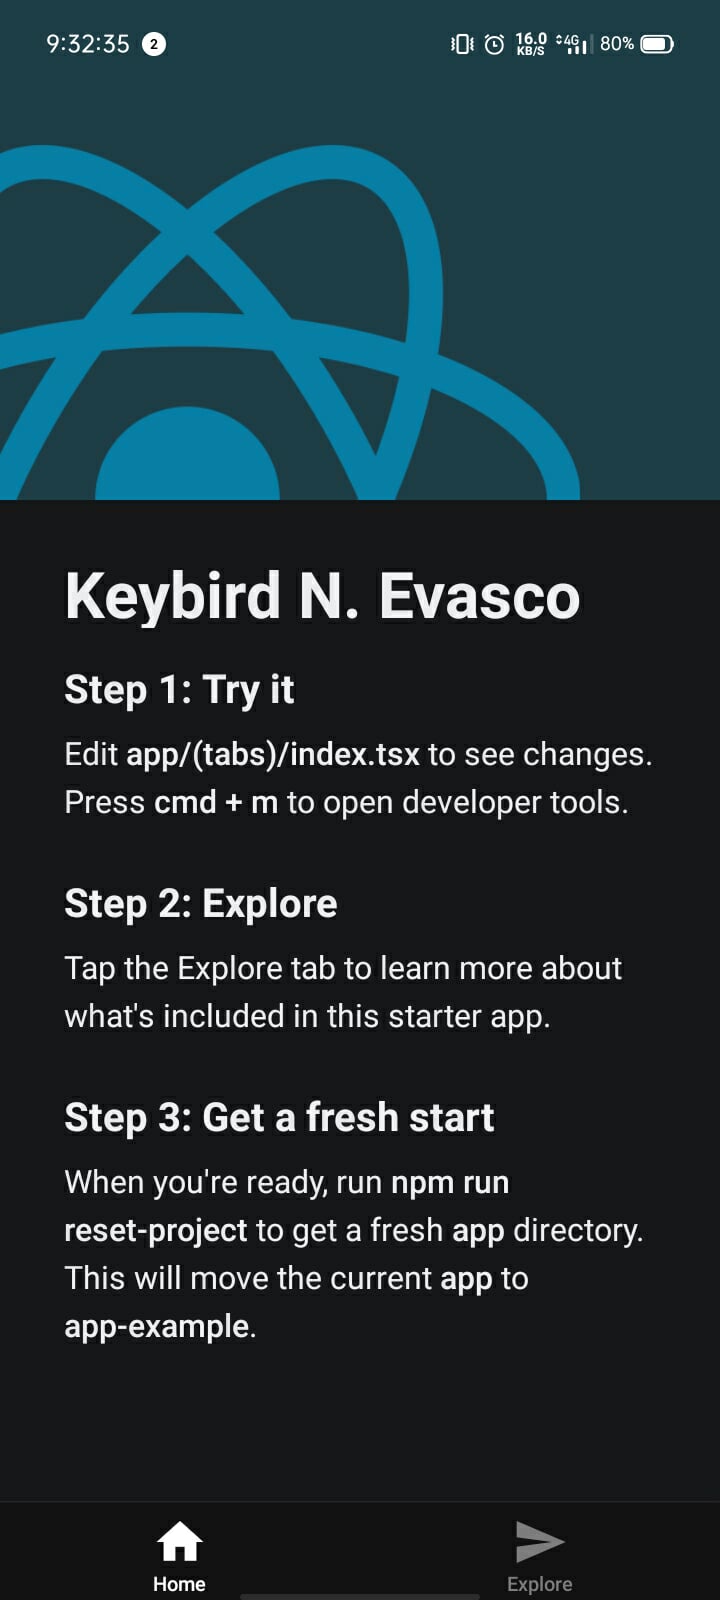 9:32:35 2 16.0 KB/S 4G 80%
Keybird N. Evasco
Step 1: Try it
Edit app/(tabs)/index.tsx to see changes.
Press cmd + m to open developer tools.
Step 2: Explore
Tap the Explore tab to learn more about
what's included in this starter app.
Step 3: Get a fresh start
When you're ready, run npm run
reset-project to get a fresh app directory.
This will move the current app to
app-example.
Home Explore